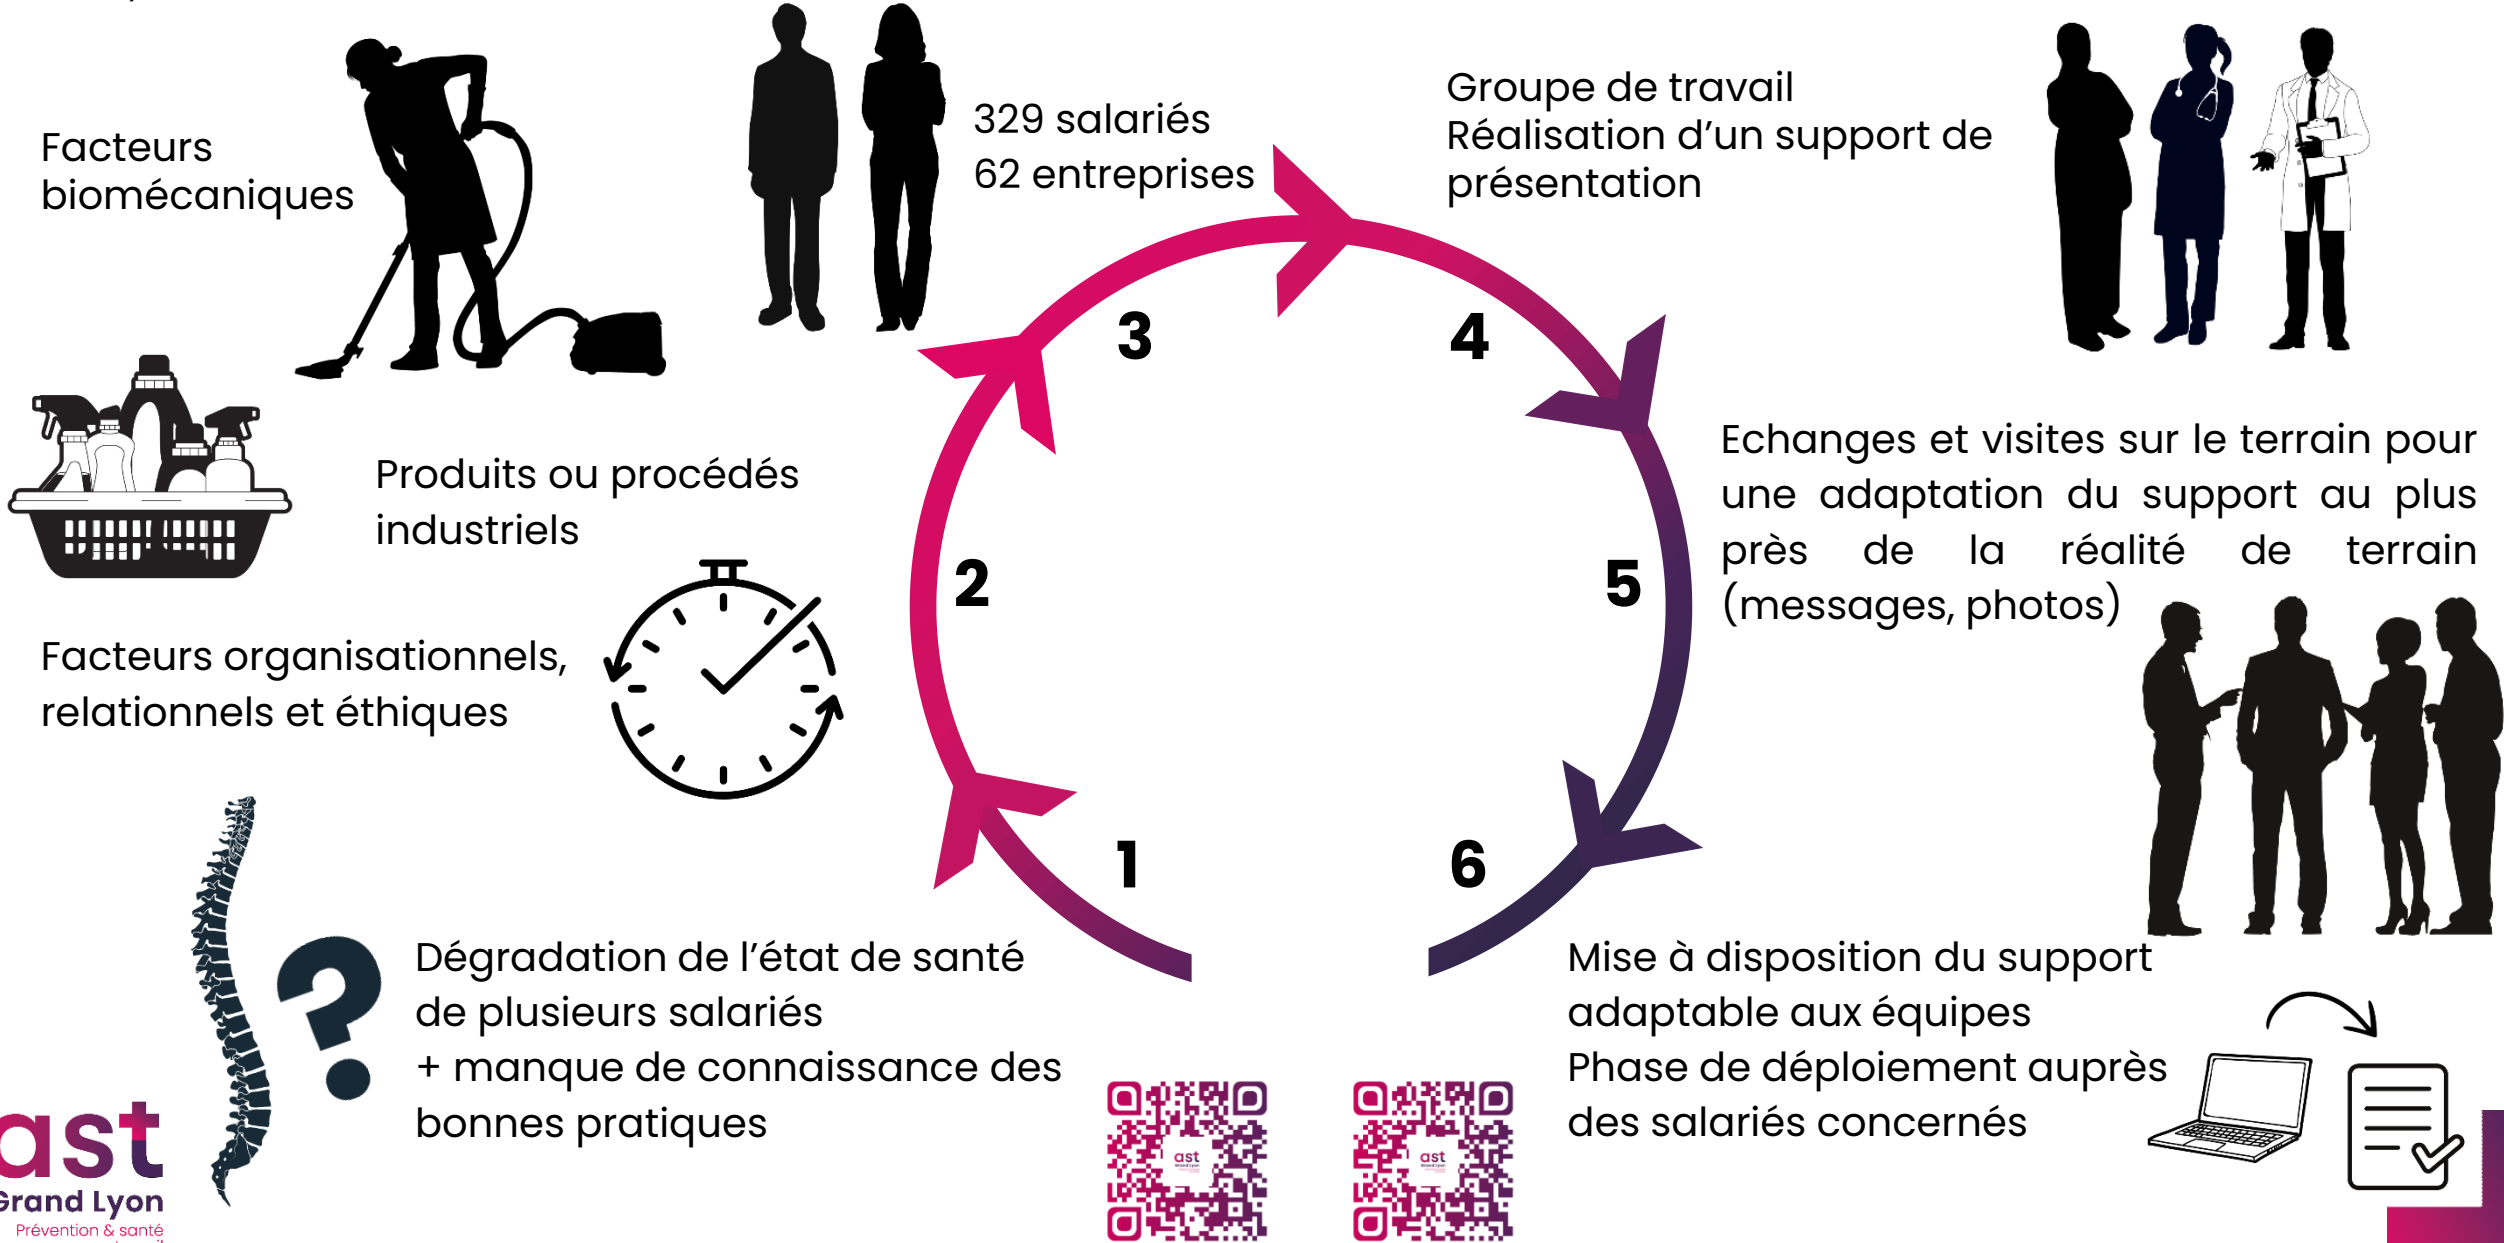 Facteurs
biomécaniques
329 salariés
62 entreprises
Groupe de travail
Réalisation d’un support de
présentation
3
4
Produits ou procédés
industriels
Echanges et visites sur le terrain pour
une adaptation du support au plus
près de la réalité de terrain
(messages, photos)
2
5
Facteurs organisationnels,
relationnels et éthiques
1
6
Dégradation de l’état de santé
de plusieurs salariés
+ manque de connaissance des
bonnes pratiques
Mise à disposition du support
adaptable aux équipes
Phase de déploiement auprès
des salariés concernés
ast
Grand Lyon
Prévention & santé
ast
Grand Lyon
ast
Grand Lyon